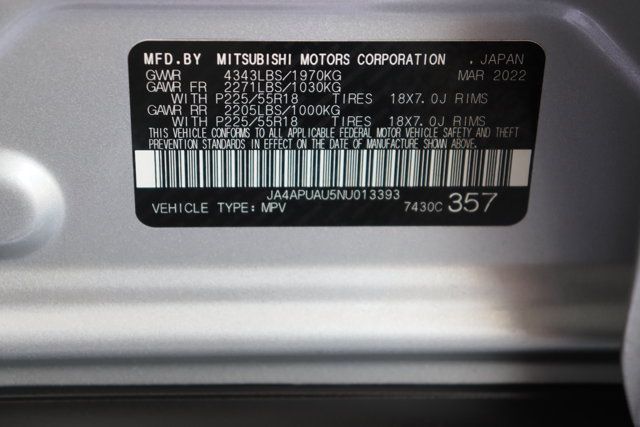 MFD.BY MITSUBISHI MOTORS CORPORATION , JAPAN
GVWR 4343LBS/1970KG MAR 2022
GAWR FR 2271LBS/1030KG
WITH P225/55R18 TIRES 18X7.0J RIMS
GAWR RR 2205LBS/1000KG
WITH P225/55R18 TIRES 18X7.0J RIMS
THIS VEHICLE CONFORMS TO ALL APPLICABLE FEDERAL MOTOR VEHICLE SAFETY AND THEFT
PREVENTION STANDARDS IN EFFECT ON THE DATE OF MANUFACTURE SHOWN ABOVE.
JA4APUAU5NU013393
VEHICLE TYPE: MPV 7430C 357